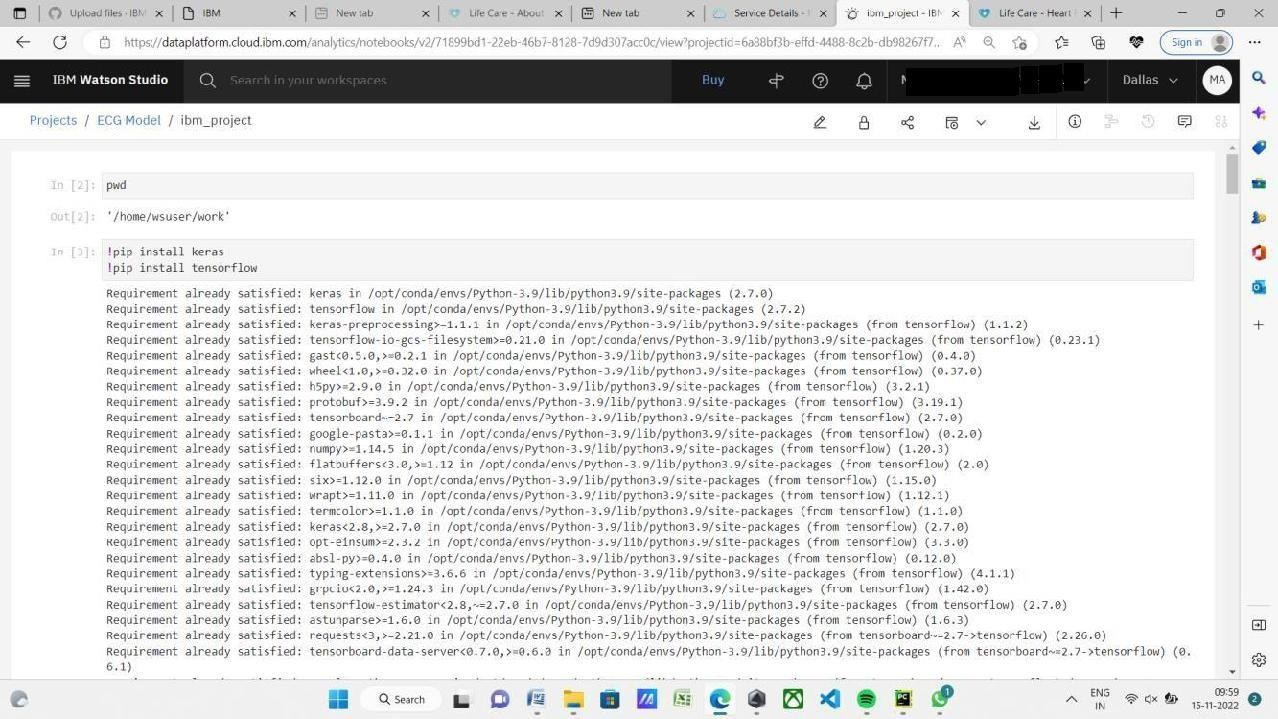 Upload files · IBM
IBM
New tab
Life Care - About
New tab
Service Details - I
ibm_project - IBM
Life Care - Heart
https://dataplatform.cloud.ibm.com/analytics/notebooks/v2/71899bd1-22eb-46b7-8128-7d9d307acc0c/view?projectid=6a88bf3b-effd-4488-8c2b-db98267f7...
Sign in
IBM Watson Studio
Search in your workspaces
Buy
Dallas
MA
Projects / ECG Model / ibm_project
In [2]: pwd
Out[2]: '/home/wsuser/work'
In [3]: !pip install keras
!pip install tensorflow
Requirement already satisfied: keras in /opt/conda/envs/Python-3.9/lib/python3.9/site-packages (2.7.0)
Requirement already satisfied: tensorflow in /opt/conda/envs/Python-3.9/lib/python3.9/site-packages (2.7.2)
Requirement already satisfied: keras-preprocessing>=1.1.1 in /opt/conda/envs/Python-3.9/lib/python3.9/site-packages (from tensorflow) (1.1.2)
Requirement already satisfied: tensorflow-io-gcs-filesystem>=0.21.0 in /opt/conda/envs/Python-3.9/lib/python3.9/site-packages (from tensorflow) (0.23.1)
Requirement already satisfied: gast<0.5.0,>=0.2.1 in /opt/conda/envs/Python-3.9/lib/python3.9/site-packages (from tensorflow) (0.4.0)
Requirement already satisfied: wheel<1.0,>=0.32.0 in /opt/conda/envs/Python-3.9/lib/python3.9/site-packages (from tensorflow) (0.37.0)
Requirement already satisfied: h5py>=2.9.0 in /opt/conda/envs/Python-3.9/lib/python3.9/site-packages (from tensorflow) (3.2.1)
Requirement already satisfied: protobuf>=3.9.2 in /opt/conda/envs/Python-3.9/lib/python3.9/site-packages (from tensorflow) (3.19.1)
Requirement already satisfied: tensorboard~=2.7 in /opt/conda/envs/Python-3.9/lib/python3.9/site-packages (from tensorflow) (2.7.0)
Requirement already satisfied: google-pasta>=0.1.1 in /opt/conda/envs/Python-3.9/lib/python3.9/site-packages (from tensorflow) (0.2.0)
Requirement already satisfied: numpy>=1.14.5 in /opt/conda/envs/Python-3.9/lib/python3.9/site-packages (from tensorflow) (1.20.3)
Requirement already satisfied: flatbuffers<3.0,>=1.12 in /opt/conda/envs/Python-3.9/lib/python3.9/site-packages (from tensorflow) (2.0)
Requirement already satisfied: six>=1.12.0 in /opt/conda/envs/Python-3.9/lib/python3.9/site-packages (from tensorflow) (1.15.0)
Requirement already satisfied: wrapt>=1.11.0 in /opt/conda/envs/Python-3.9/lib/python3.9/site-packages (from tensorflow) (1.12.1)
Requirement already satisfied: termcolor>=1.1.0 in /opt/conda/envs/Python-3.9/lib/python3.9/site-packages (from tensorflow) (1.1.0)
Requirement already satisfied: keras<2.8,>=2.7.0 in /opt/conda/envs/Python-3.9/lib/python3.9/site-packages (from tensorflow) (2.7.0)
Requirement already satisfied: opt-einsum>=2.3.2 in /opt/conda/envs/Python-3.9/lib/python3.9/site-packages (from tensorflow) (3.3.0)
Requirement already satisfied: absl-py>=0.4.0 in /opt/conda/envs/Python-3.9/lib/python3.9/site-packages (from tensorflow) (0.12.0)
Requirement already satisfied: typing-extensions>=3.6.6 in /opt/conda/envs/Python-3.9/lib/python3.9/site-packages (from tensorflow) (4.1.1)
Requirement already satisfied: grpcio<2.0,>=1.24.3 in /opt/conda/envs/Python-3.9/lib/python3.9/site-packages (from tensorflow) (1.42.0)
Requirement already satisfied: tensorflow-estimator<2.8,~=2.7.0 in /opt/conda/envs/Python-3.9/lib/python3.9/site-packages (from tensorflow) (2.7.0)
Requirement already satisfied: astunparse>=1.6.0 in /opt/conda/envs/Python-3.9/lib/python3.9/site-packages (from tensorflow) (1.6.3)
Requirement already satisfied: requests<3,>=2.21.0 in /opt/conda/envs/Python-3.9/lib/python3.9/site-packages (from tensorboard~=2.7->tensorflow) (2.26.0)
Requirement already satisfied: tensorboard-data-server<0.7.0,>=0.6.0 in /opt/conda/envs/Python-3.9/lib/python3.9/site-packages (from tensorboard~=2.7->tensorflow) (0.
6.1)
Search
ENG
IN
09:59
15-11-2022
2